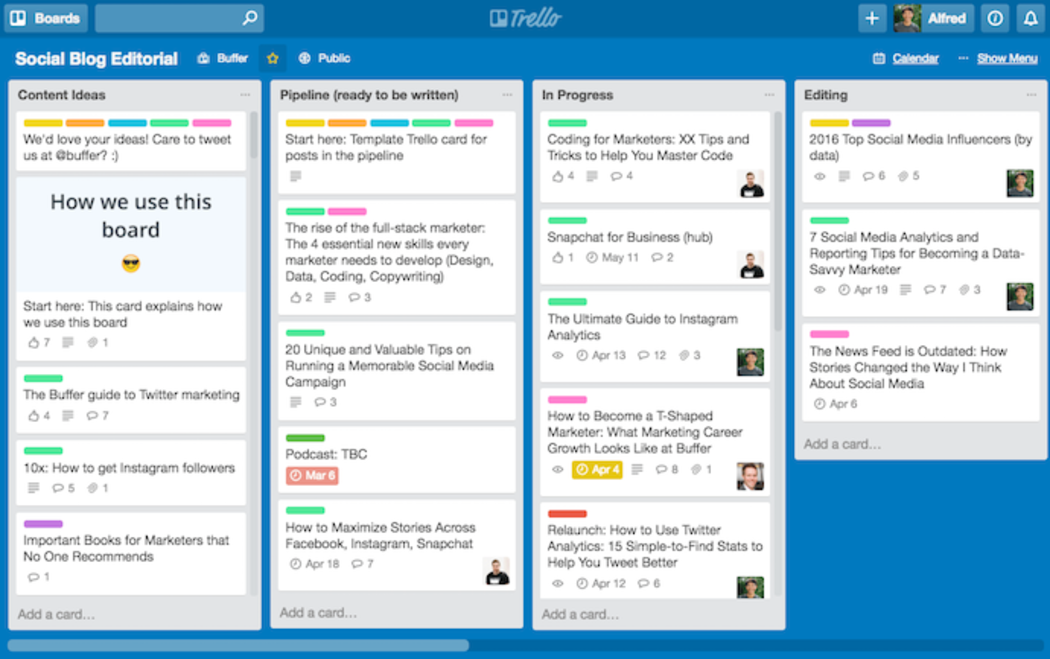 Boards
Trello
Alfred
Social Blog Editorial
Buffer
Public
Calendar
... Show Menu
Content Ideas ...
We'd love your ideas! Care to tweet
us at @buffer? :)
How we use this
board
Start here: This card explains how
we use this board
7 1
The Buffer guide to Twitter marketing
4 7
10x: How to get Instagram followers
5 1
Important Books for Marketers that
No One Recommends
1
Add a card...
Pipeline (ready to be written) ...
Start here: Template Trello card for
posts in the pipeline
The rise of the full-stack marketer:
The 4 essential new skills every
marketer needs to develop (Design,
Data, Coding, Copywriting)
2 3
20 Unique and Valuable Tips on
Running a Memorable Social Media
Campaign
3
Podcast: TBC
Mar 6
How to Maximize Stories Across
Facebook, Instagram, Snapchat
Apr 18 7
Add a card...
In Progress ...
Coding for Marketers: XX Tips and
Tricks to Help You Master Code
4 4
Snapchat for Business (hub)
1 May 11 2
The Ultimate Guide to Instagram
Analytics
Apr 13 12 3
How to Become a T-Shaped
Marketer: What Marketing Career
Growth Looks Like at Buffer
Apr 4 8 1
Relaunch: How to Use Twitter
Analytics: 15 Simple-to-Find Stats to
Help You Tweet Better
Apr 12 6
Add a card...
Editing ...
2016 Top Social Media Influencers (by
data)
6 5
7 Social Media Analytics and
Reporting Tips for Becoming a Data-
Savvy Marketer
Apr 19 7 3
The News Feed is Outdated: How
Stories Changed the Way I Think
About Social Media
Apr 6
Add a card...